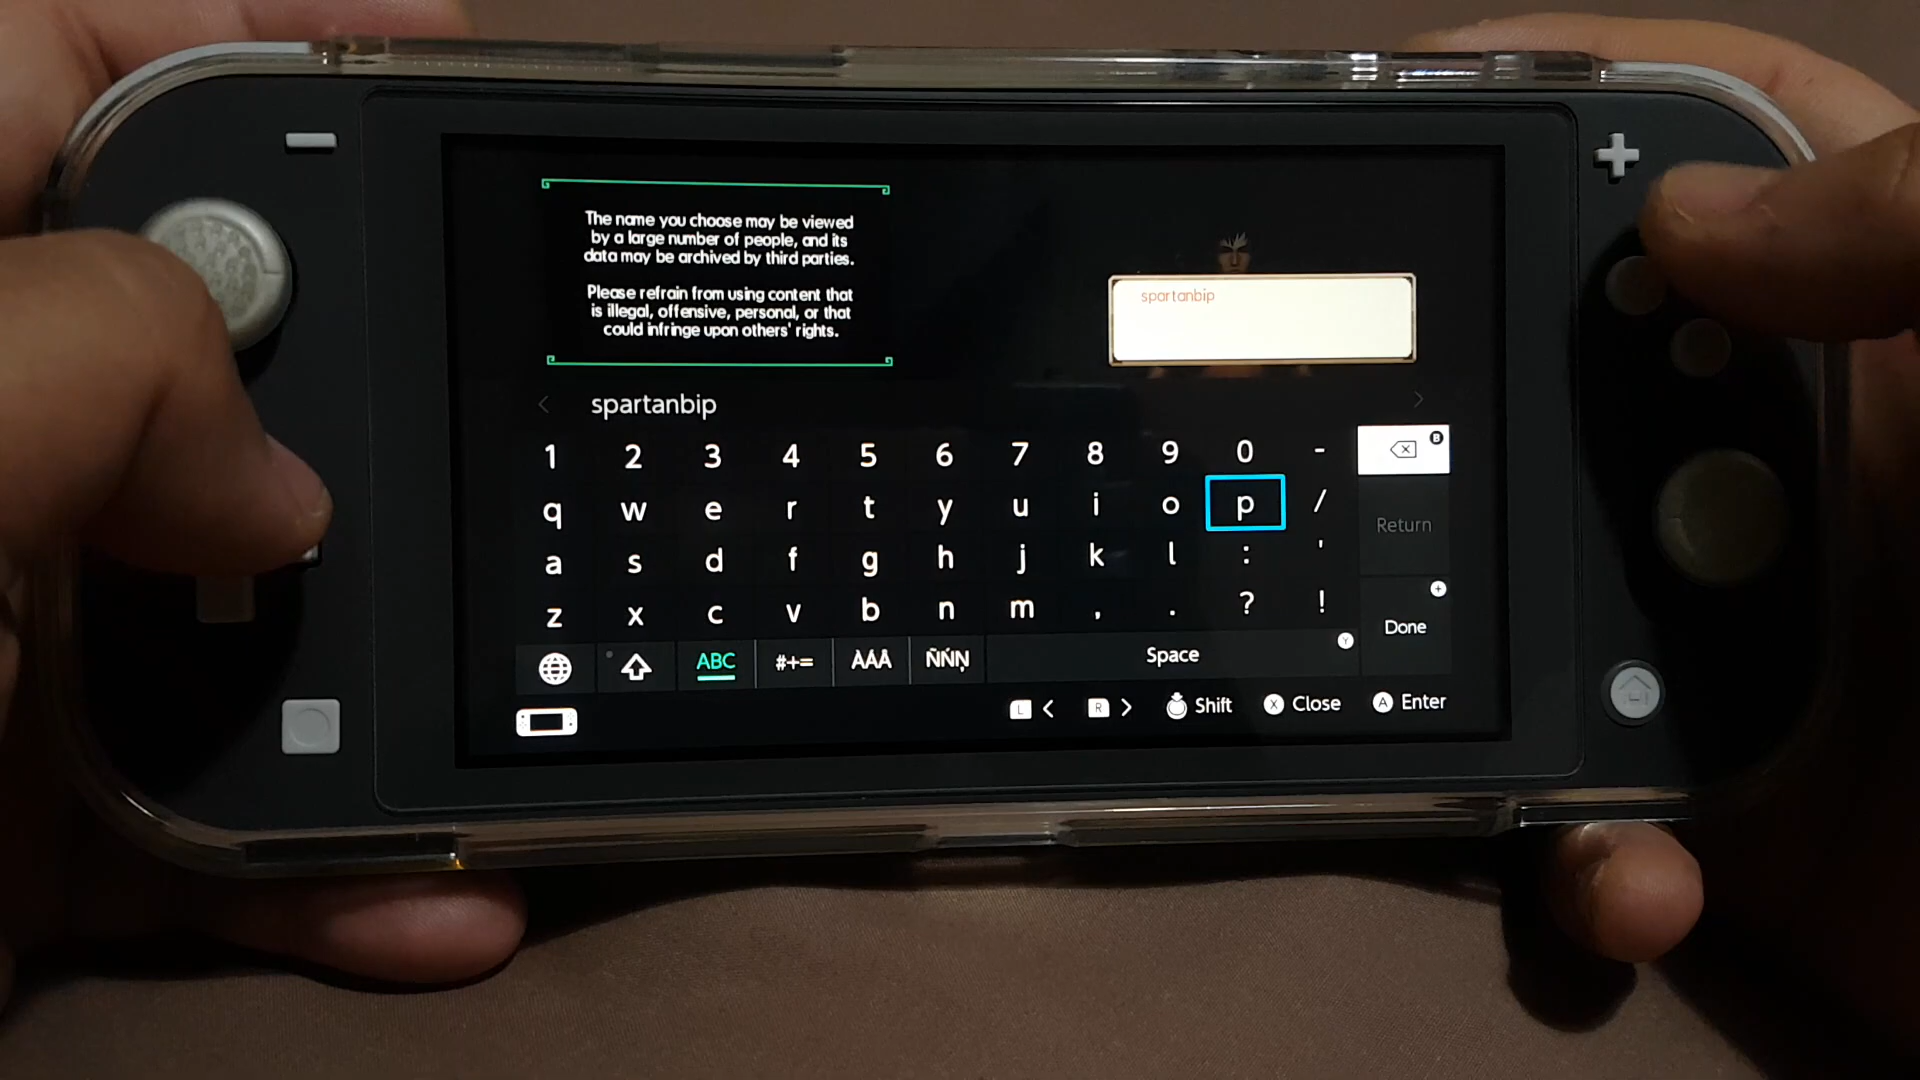 The name you choose may be viewed
by a large number of people, and its
data may be archived by third parties.
Please refrain from using content that
is illegal, offensive, personal, or that
could infringe upon others' rights.
spartanbip
spartanbip
1 2 3 4 5 6 7 8 9 0 - B
q w e r t y u i o p / Return
a s d f g h j k l : '
z x c v b n m , . ? ! + Done
ABC #+= ÀÁÂ ÑŃŅ Space Y
L < R > Shift X Close A Enter